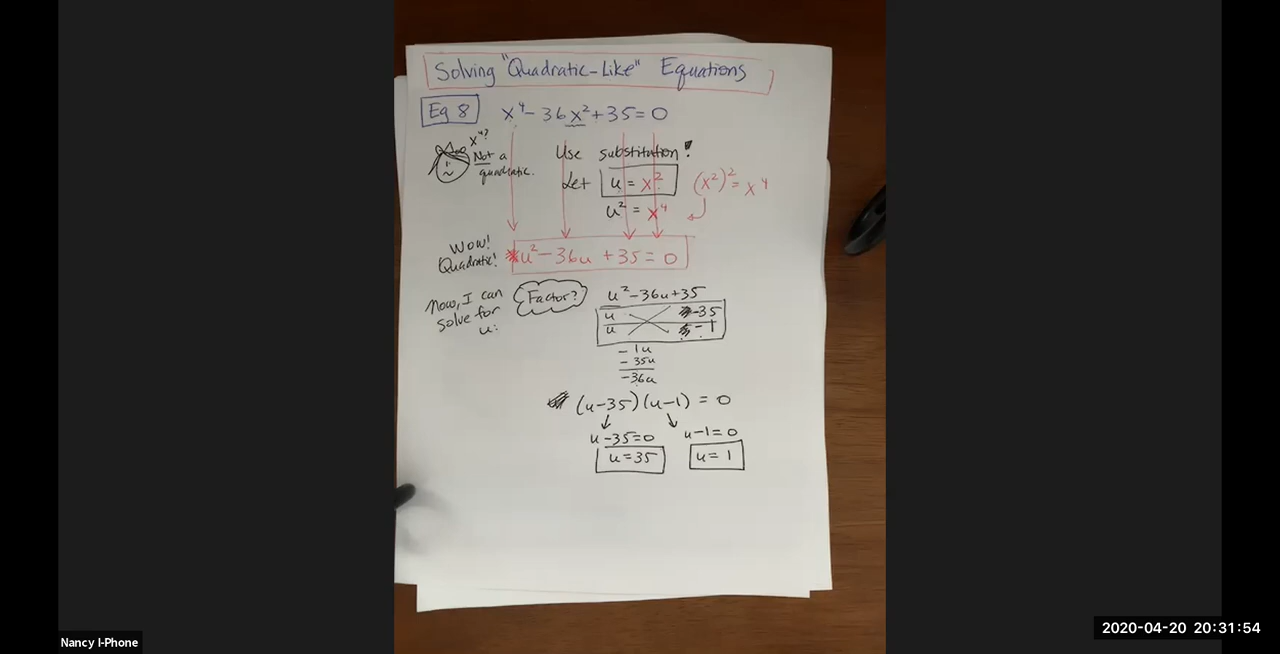 Solving "Quadratic-Like" Equations
Eg 8 x⁴ - 36x² + 35 = 0
x⁴?
Not a
quadratic.
Use substitution!
Let u = x² (x²)² = x⁴
u² = x⁴
Wow!
Quadratic!
u² - 36u + 35 = 0
Now, I can
solve for
u:
Factor?
u² - 36u + 35
u -35
u -1
- 1u
- 35u
-36u
(u-35)(u-1) = 0
u-35=0 u-1=0
u=35 u=1
Nancy I-Phone
2020-04-20 20:31:54